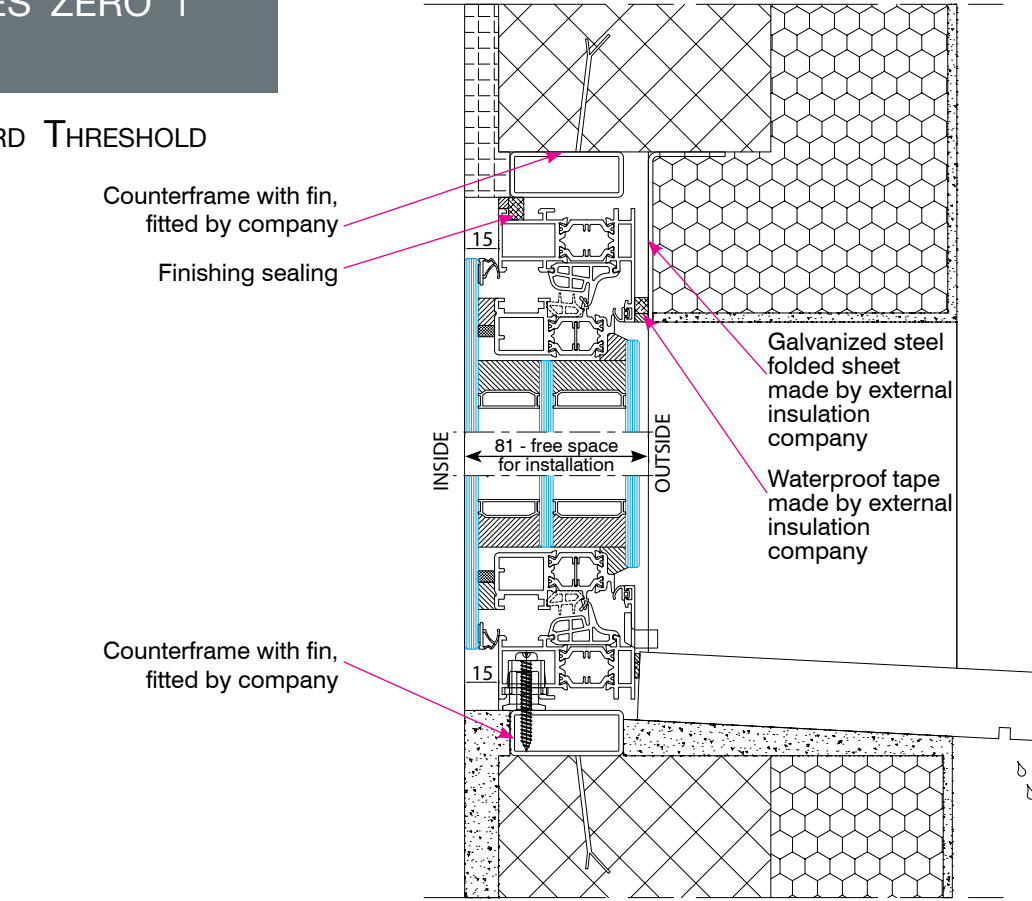 ES ZERO 1
RD THRESHOLD
Counterframe with fin,
fitted by company
Finishing sealing
15
Galvanized steel
folded sheet
made by external
insulation
company
INSIDE
81 - free space
for installation
OUTSIDE
Waterproof tape
made by external
insulation
company
Counterframe with fin,
fitted by company
15